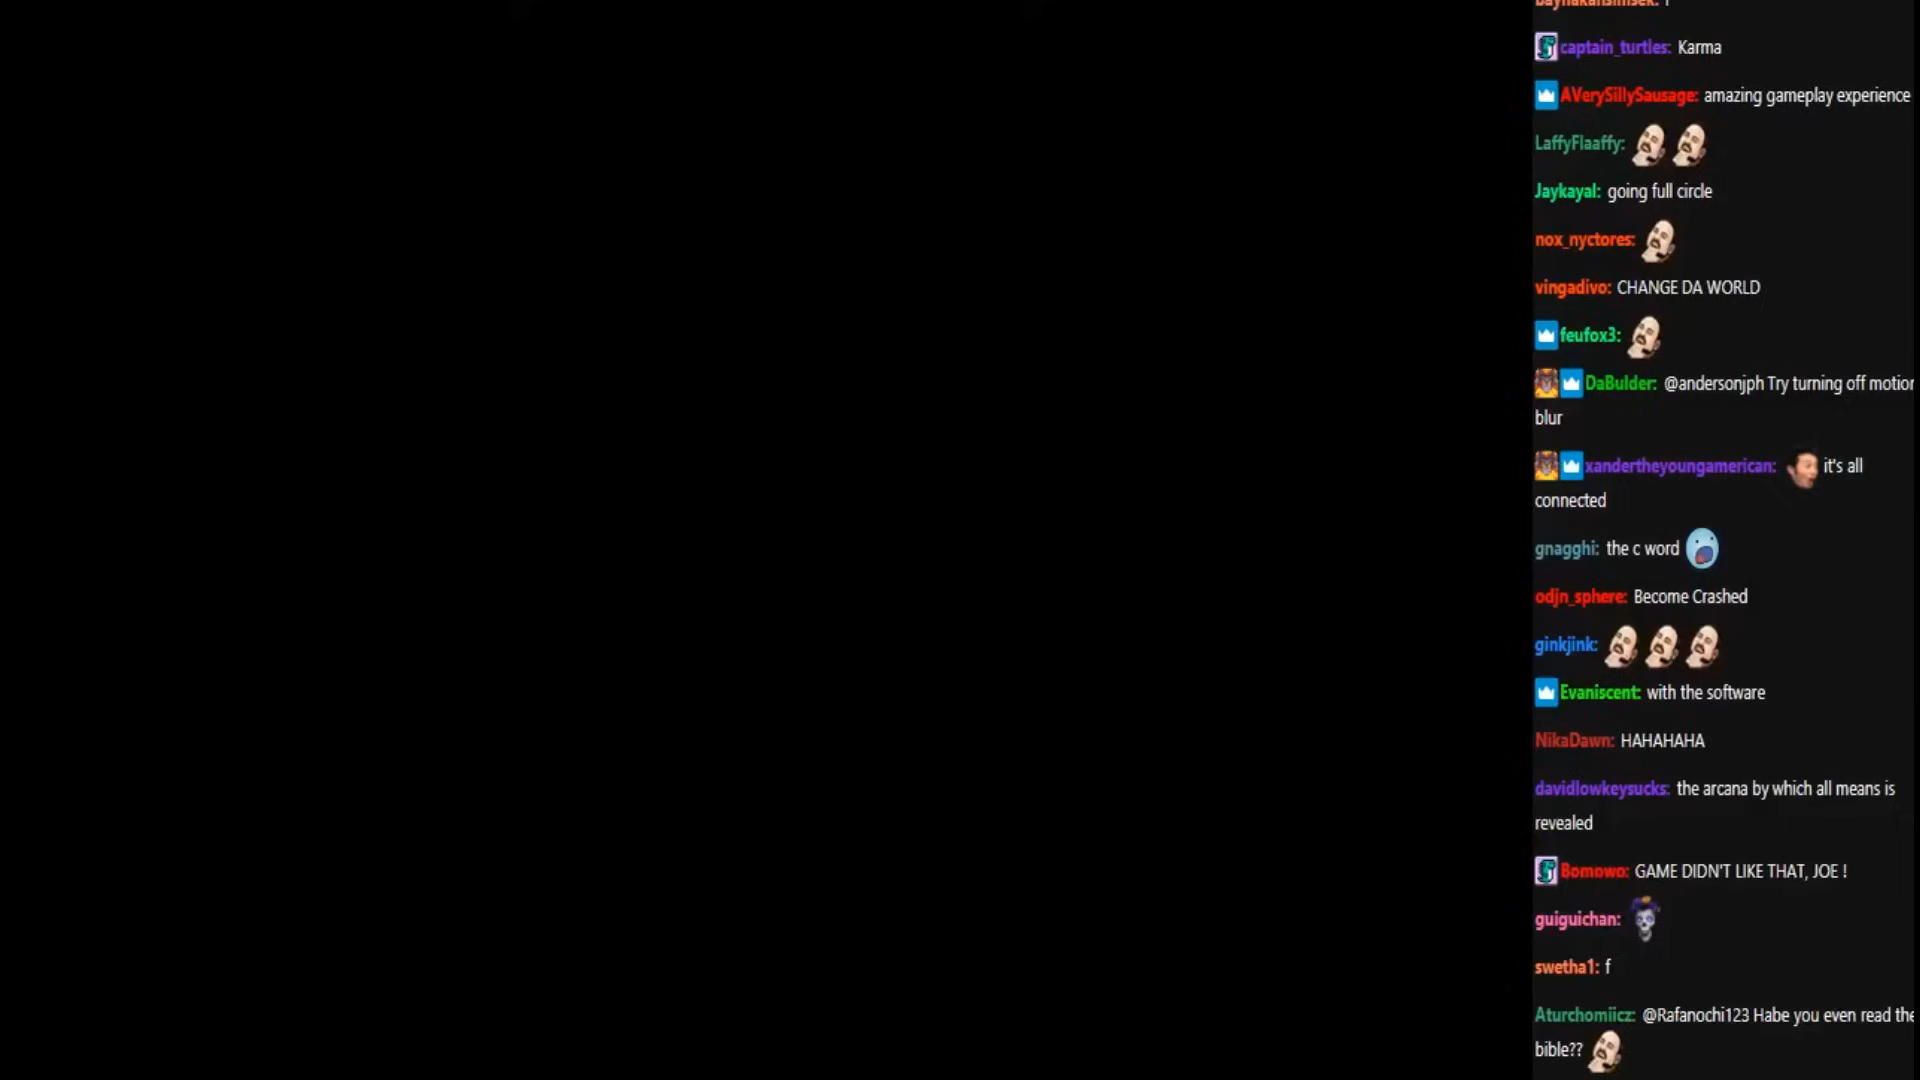 captain_turtles: Karma
AVerySillySausage: amazing gameplay experience
LaffyFlaaffy:
Jaykayal: going full circle
nox_nyctores:
vingadivo: CHANGE DA WORLD
feufox3:
DaBulder: @andersonjph Try turning off motion
blur
xandertheyoungamerican: it's all
connected
gnagghi: the c word
odjn_sphere: Become Crashed
ginkjink:
Evaniscent: with the software
NikaDawn: HAHAHAHA
davidlowkeysucks: the arcana by which all means is
revealed
Bomowo: GAME DIDN'T LIKE THAT, JOE !
guiguichan:
swetha1: f
Aturchomiicz: @Rafanochi123 Habe you even read the
bible??